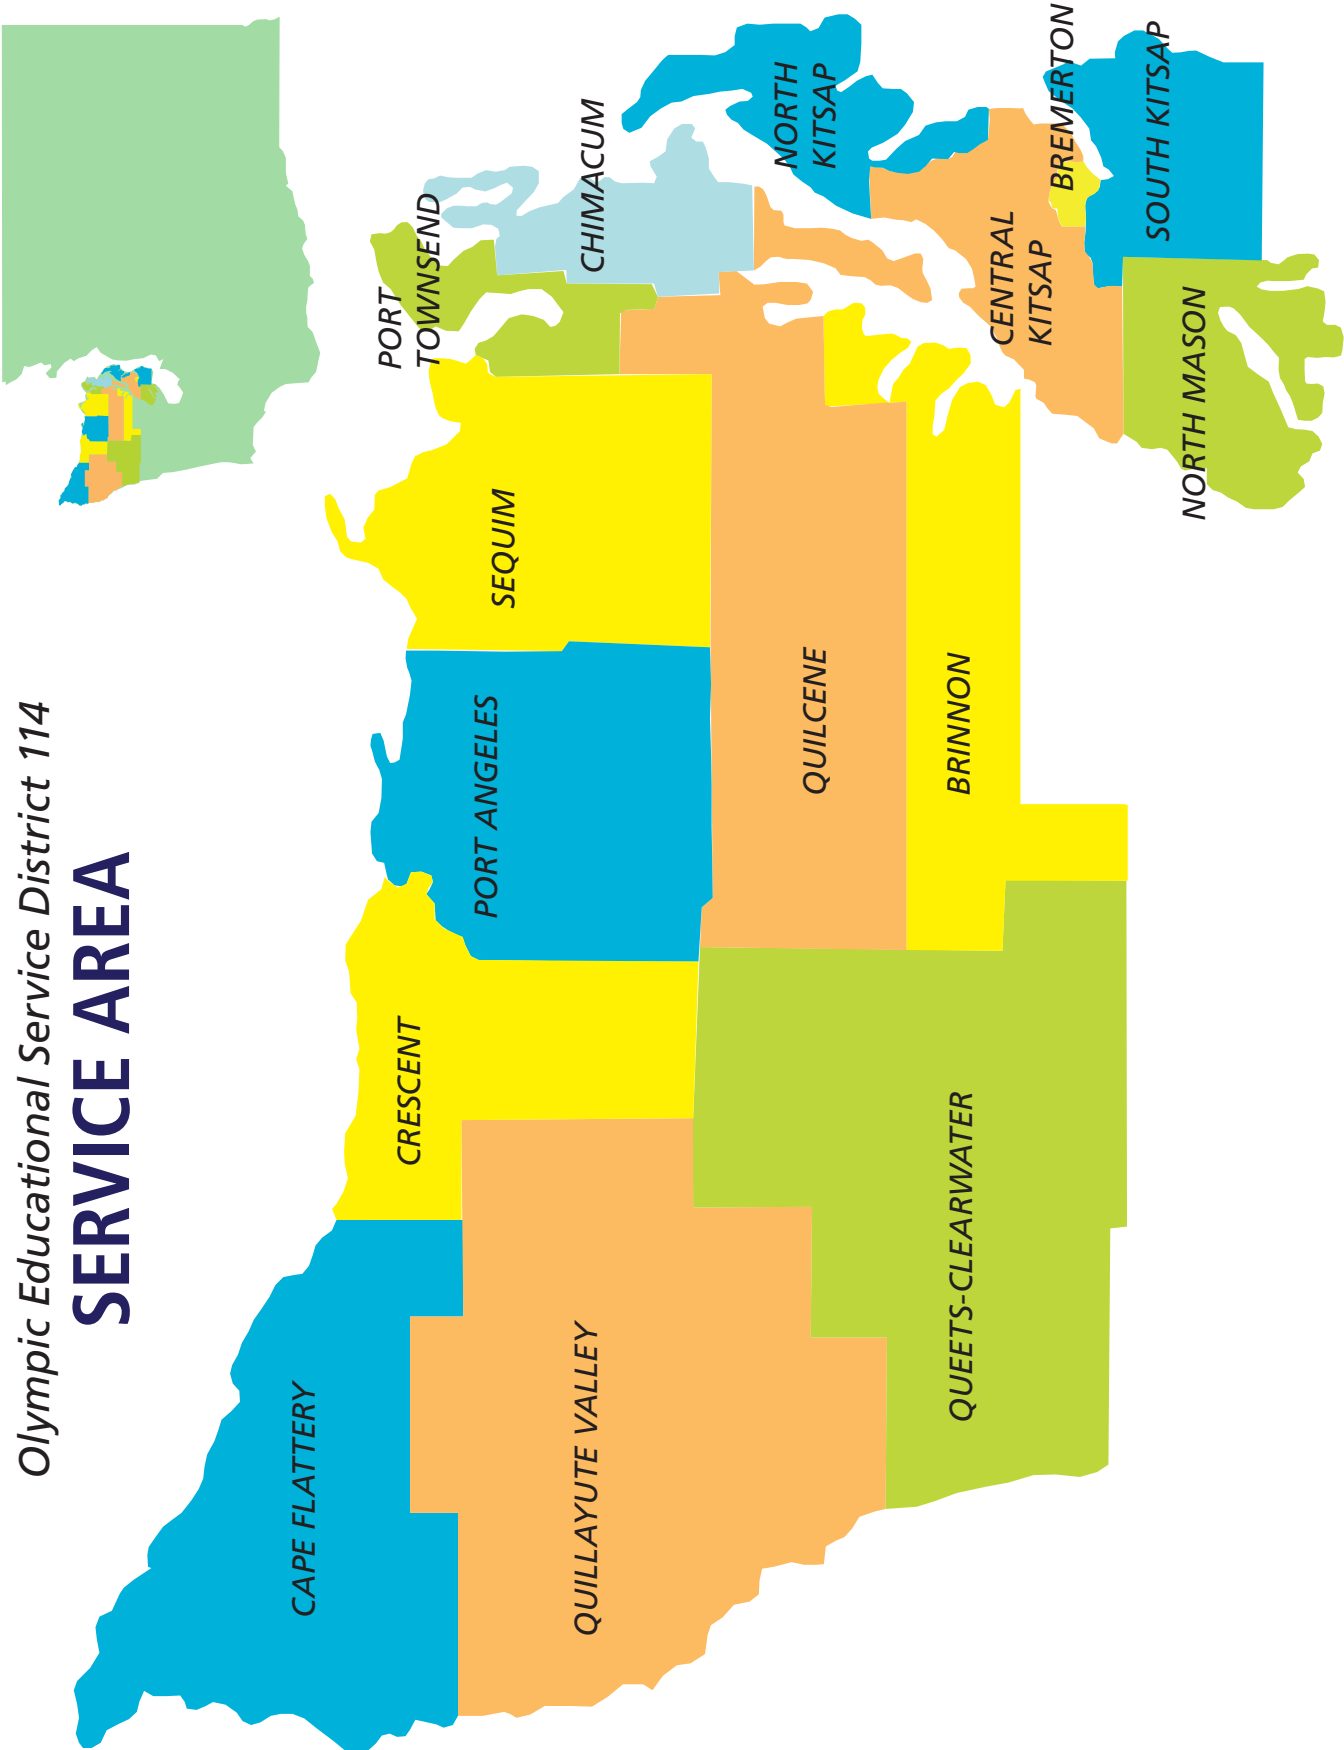 Olympic Educational Service District 114
SERVICE AREA
CAPE FLATTERY
CRESCENT
PORT ANGELES
SEQUIM
PORT
TOWNSEND
CHIMACUM
QUILLAYUTE VALLEY
QUILCENE
NORTH
KITSAP
QUEETS-CLEARWATER
BRINNON
CENTRAL
KITSAP
BREMERTON
SOUTH KITSAP
NORTH MASON